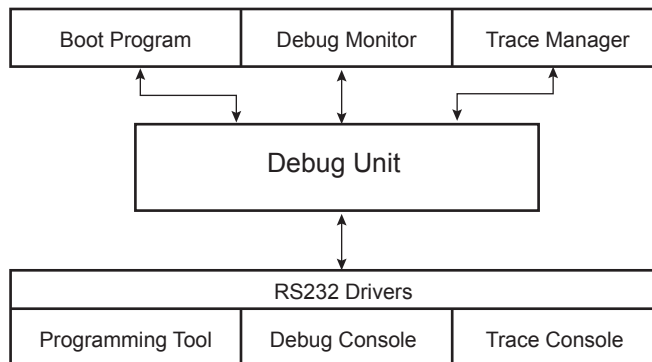 Boot Program
Debug Monitor
Trace Manager
Debug Unit
RS232 Drivers
Programming Tool
Debug Console
Trace Console